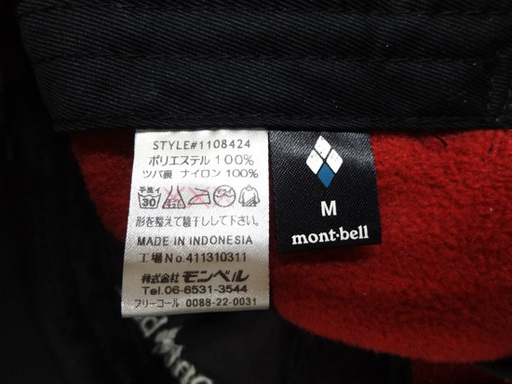 STYLE#1108424
ポリエステル 100%
ツバ裏 ナイロン 100%
手洗イ
30
形を整えて陰干しして下さい。
MADE IN INDONESIA
工場No.411310311
株式会社 モンベル
Tel.06-6531-3544
フリーコール 0088-22-0031
M
mont-bell